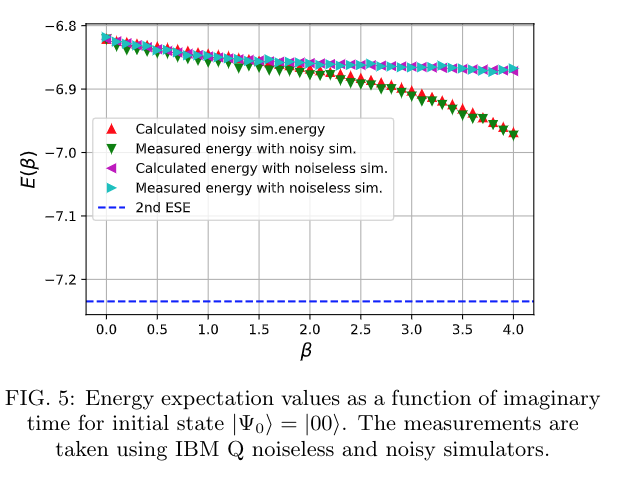 −6.8
−6.9
−7.0
−7.1
−7.2
E(β)
Calculated noisy sim.energy
Measured energy with noisy sim.
Calculated energy with noiseless sim.
Measured energy with noiseless sim.
2nd ESE
0.0 0.5 1.0 1.5 2.0 2.5 3.0 3.5 4.0
β
FIG. 5: Energy expectation values as a function of imaginary
time for initial state |Ψ₀⟩ = |00⟩. The measurements are
taken using IBM Q noiseless and noisy simulators.